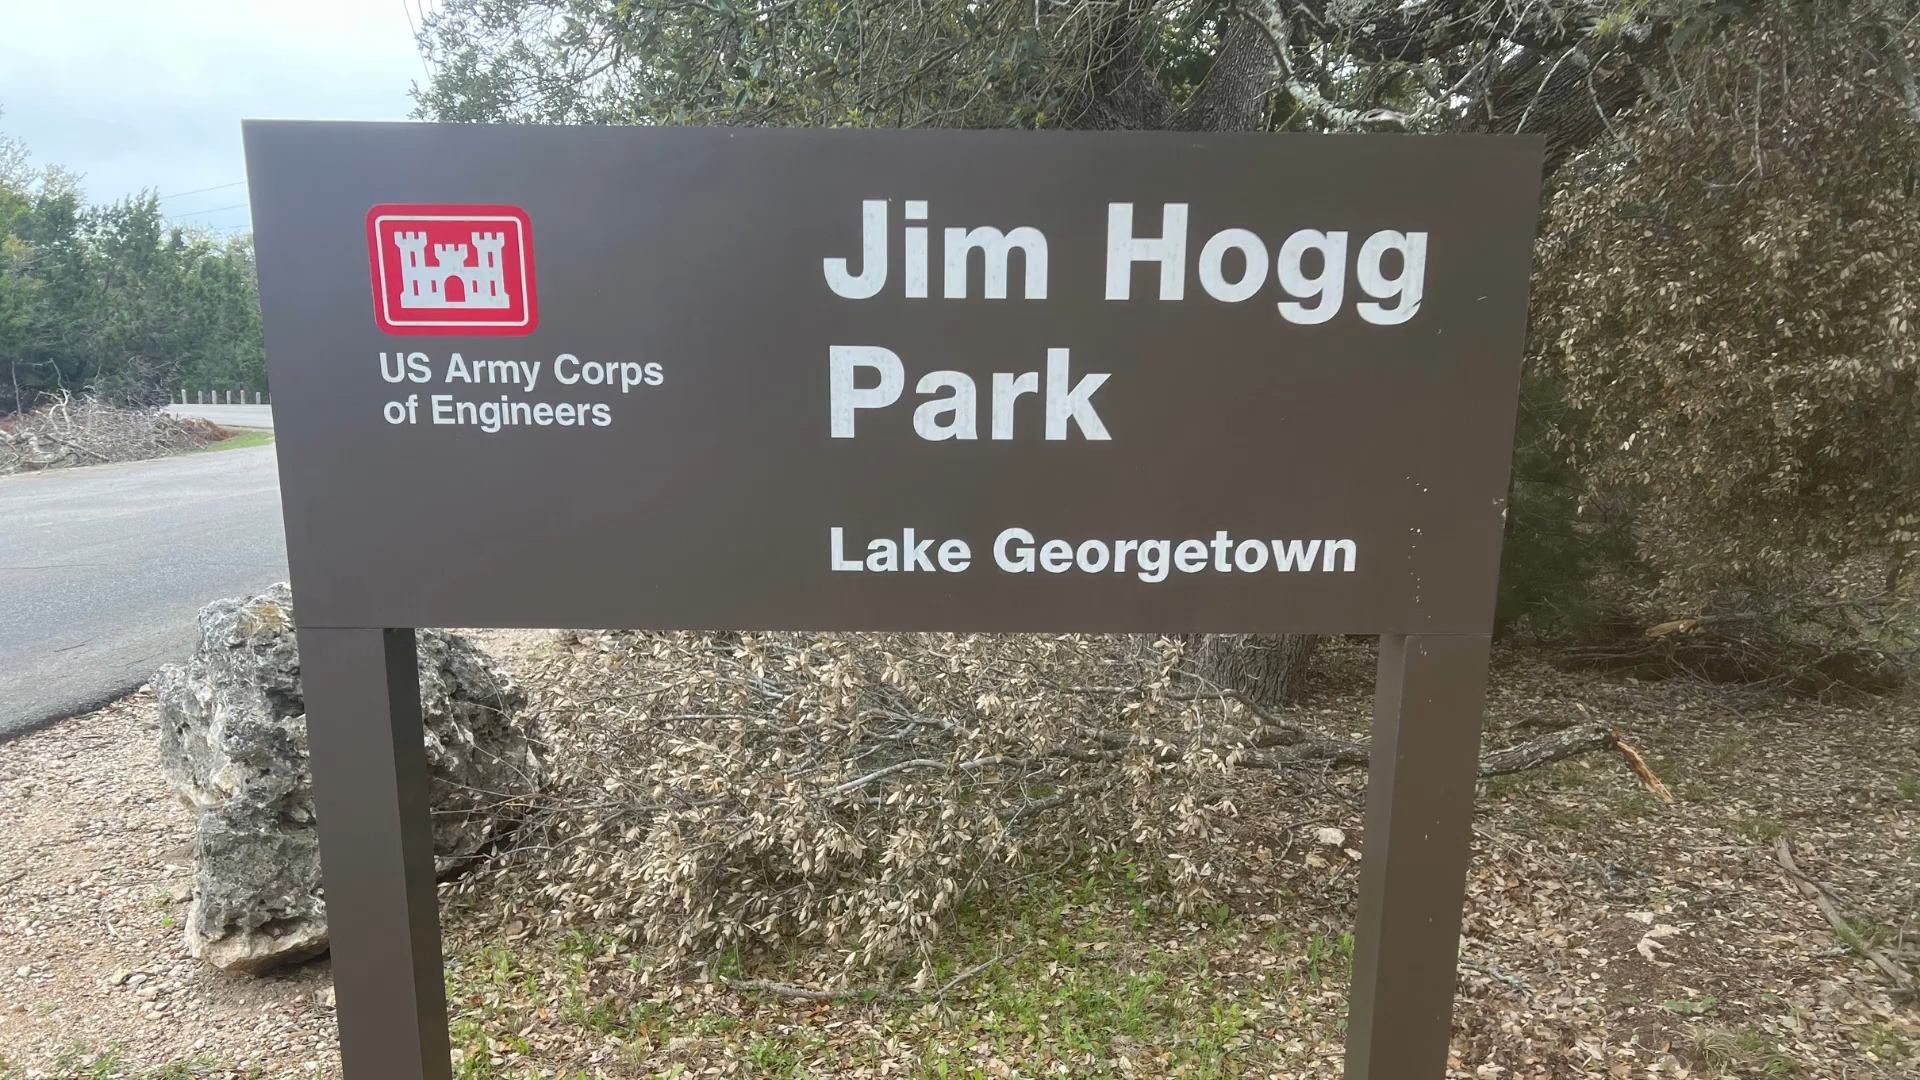 US Army Corps
of Engineers
Jim Hogg
Park
Lake Georgetown